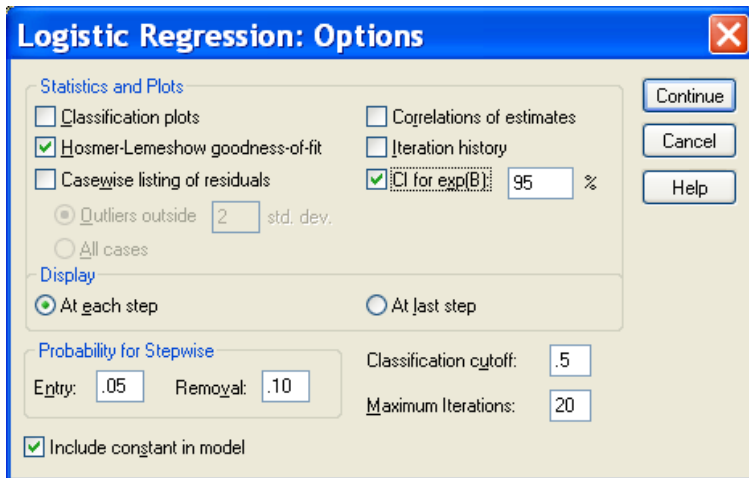 Logistic Regression: Options
Statistics and Plots
Classification plots
Correlations of estimates
Hosmer-Lemeshow goodness-of-fit
Iteration history
Casewise listing of residuals
CI for exp(B): 95 %
Outliers outside 2 std. dev.
All cases
Continue
Cancel
Help
Display
At each step
At last step
Probability for Stepwise
Entry: .05 Removal: .10
Classification cutoff: .5
Maximum Iterations: 20
Include constant in model